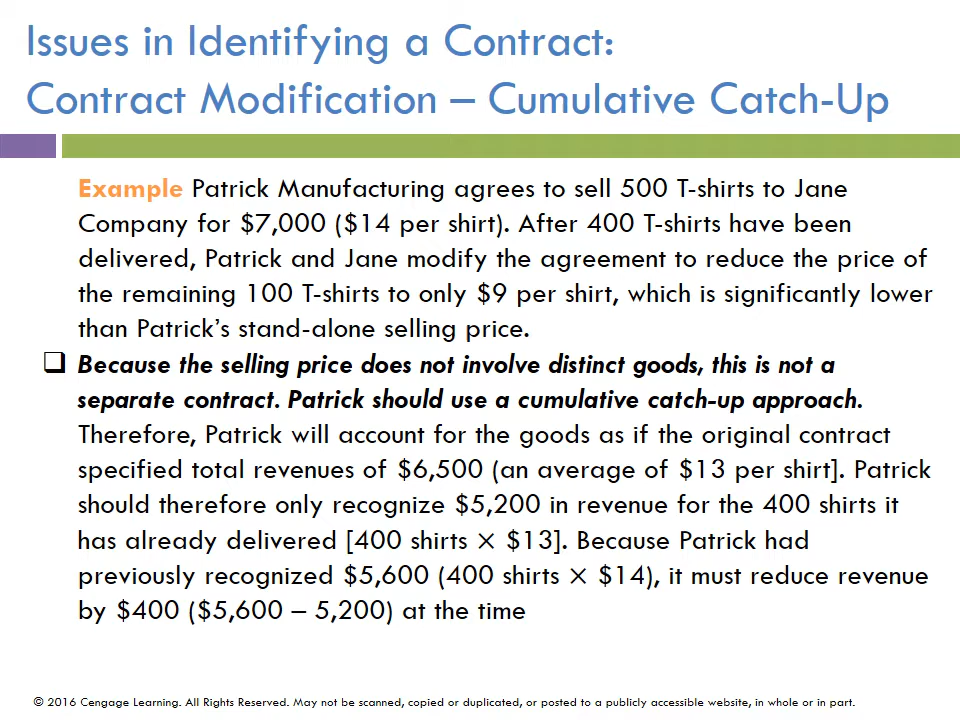 Issues in Identifying a Contract:
Contract Modification – Cumulative Catch-Up
Example Patrick Manufacturing agrees to sell 500 T-shirts to Jane
Company for $7,000 ($14 per shirt). After 400 T-shirts have been
delivered, Patrick and Jane modify the agreement to reduce the price of
the remaining 100 T-shirts to only $9 per shirt, which is significantly lower
than Patrick’s stand-alone selling price.
❑ Because the selling price does not involve distinct goods, this is not a
separate contract. Patrick should use a cumulative catch-up approach.
Therefore, Patrick will account for the goods as if the original contract
specified total revenues of $6,500 (an average of $13 per shirt]. Patrick
should therefore only recognize $5,200 in revenue for the 400 shirts it
has already delivered [400 shirts × $13]. Because Patrick had
previously recognized $5,600 (400 shirts × $14), it must reduce revenue
by $400 ($5,600 – 5,200) at the time
© 2016 Cengage Learning. All Rights Reserved. May not be scanned, copied or duplicated, or posted to a publicly accessible website, in whole or in part.